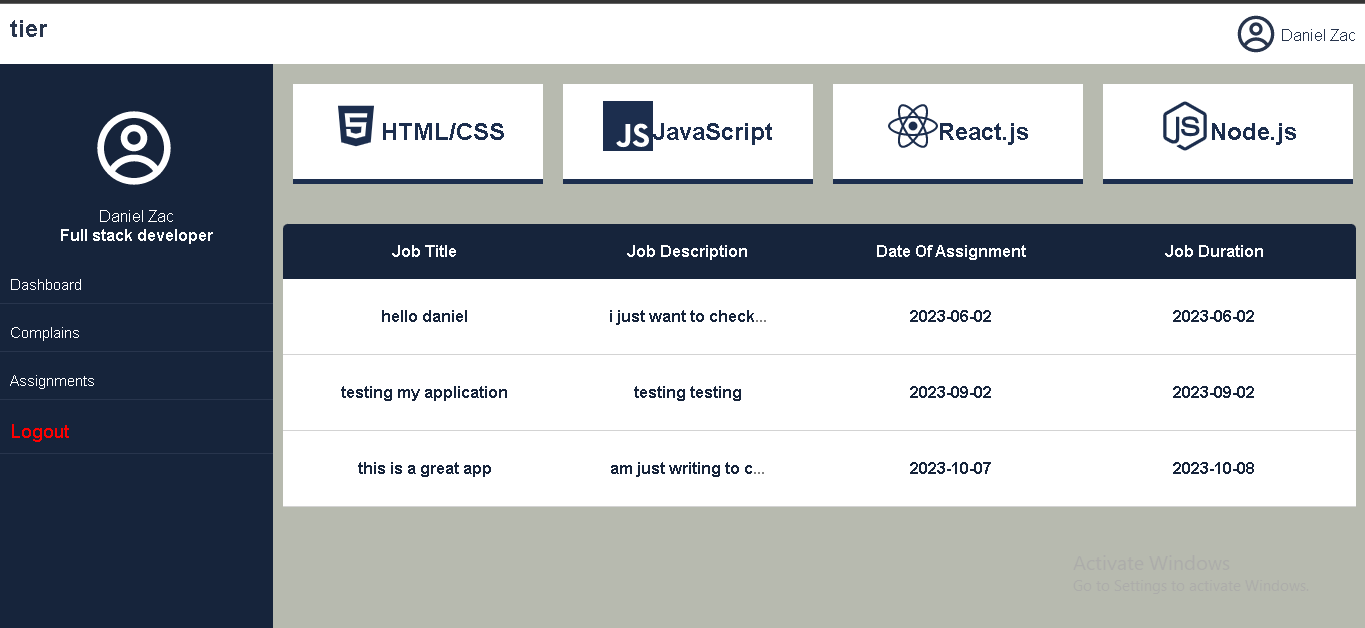 tier
Daniel Zac
Daniel Zac
Full stack developer
Dashboard
Complains
Assignments
Logout
5 HTML/CSS
JS JavaScript
React.js
JS Node.js
Job Title Job Description Date Of Assignment Job Duration
hello daniel i just want to check... 2023-06-02 2023-06-02
testing my application testing testing 2023-09-02 2023-09-02
this is a great app am just writing to c... 2023-10-07 2023-10-08
Activate Windows
Go to Settings to activate Windows.